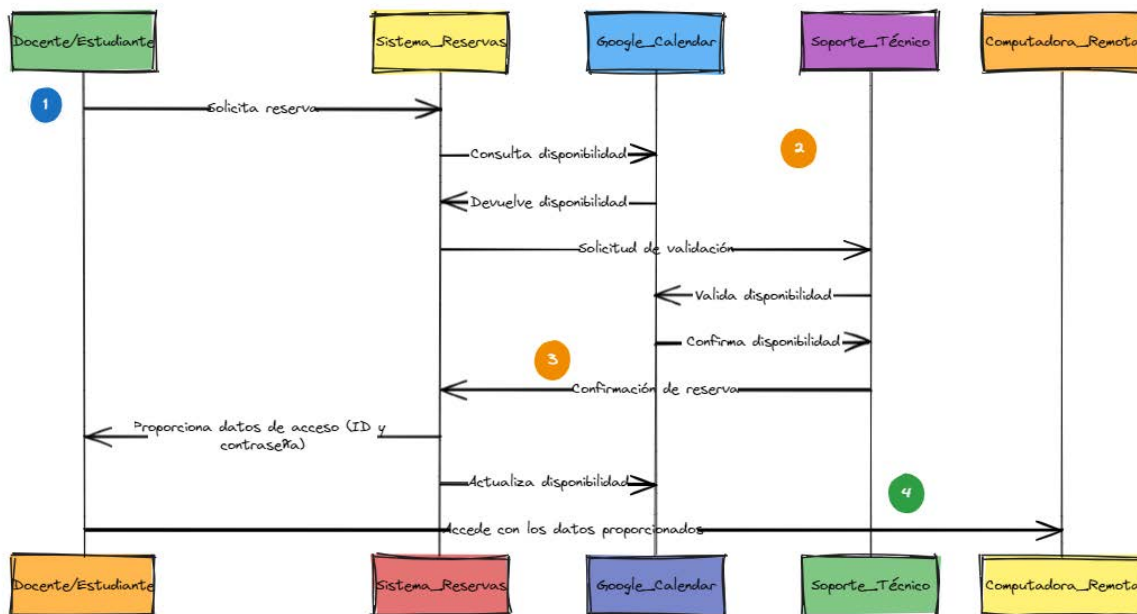 Docente/Estudiante
Sistema_Reservas
Google_Calendar
Soporte_Técnico
Computadora_Remota
1
Solicita reserva
Consulta disponibilidad
2
Devuelve disponibilidad
Solicitud de validación
Valida disponibilidad
Confirma disponibilidad
3
Confirmación de reserva
Proporciona datos de acceso (ID y
contraseña)
Actualiza disponibilidad
4
Accede con los datos proporcionados
Docente/Estudiante
Sistema_Reservas
Google_Calendar
Soporte_Técnico
Computadora_Remota